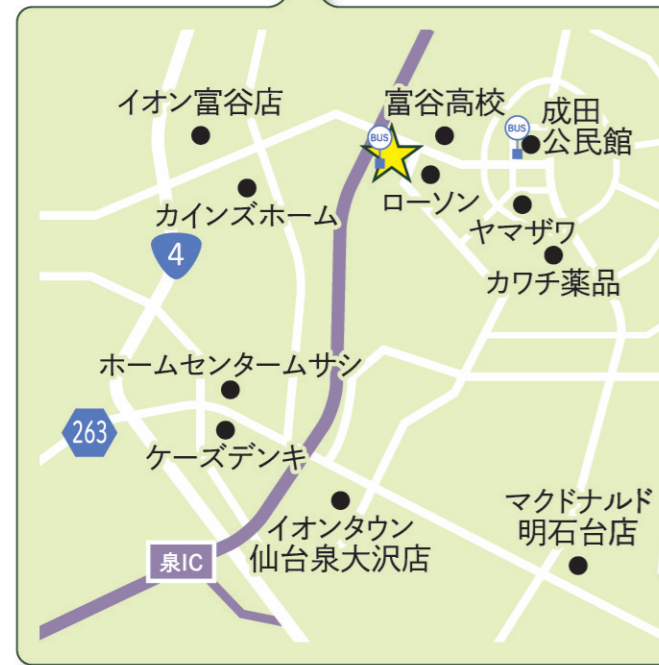 イオン富谷店
富谷高校
成田
公民館
BUS
BUS
カインズホーム
ローソン
ヤマザワ
カワチ薬品
4
ホームセンタームサシ
263
ケーズデンキ
イオンタウン
仙台泉大沢店
マクドナルド
明石台店
泉IC